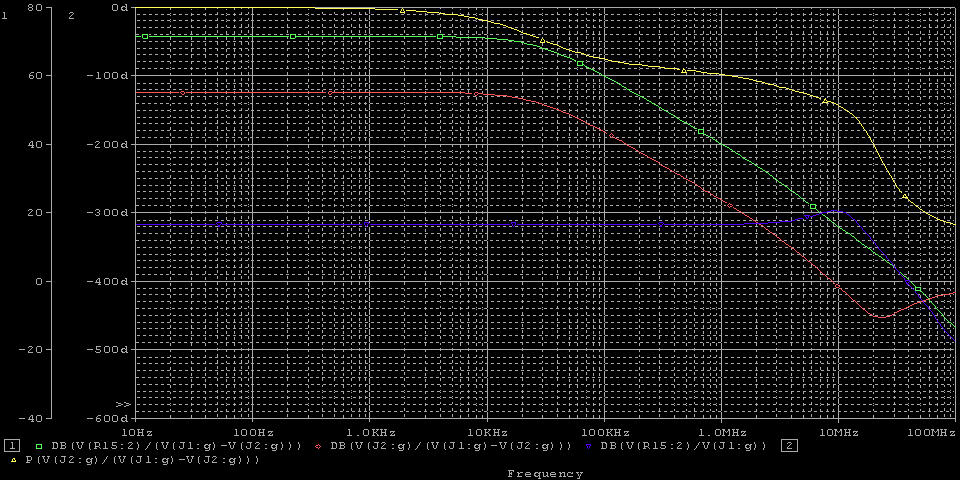 1 80 2 0d
60 -100d
40 -200d
20 -300d
0 -400d
-20 -500d
>>
-40 -600d
10Hz 100Hz 1.0KHz 10KHz 100KHz 1.0MHz 10MHz 100MHz
1 DB(V(R15:2)/(V(J1:g)-V(J2:g))) DB(V(J2:g)/(V(J1:g)-V(J2:g))) DB(V(R15:2)/V(J1:g)) 2
P(V(J2:g)/(V(J1:g)-V(J2:g)))
Frequency